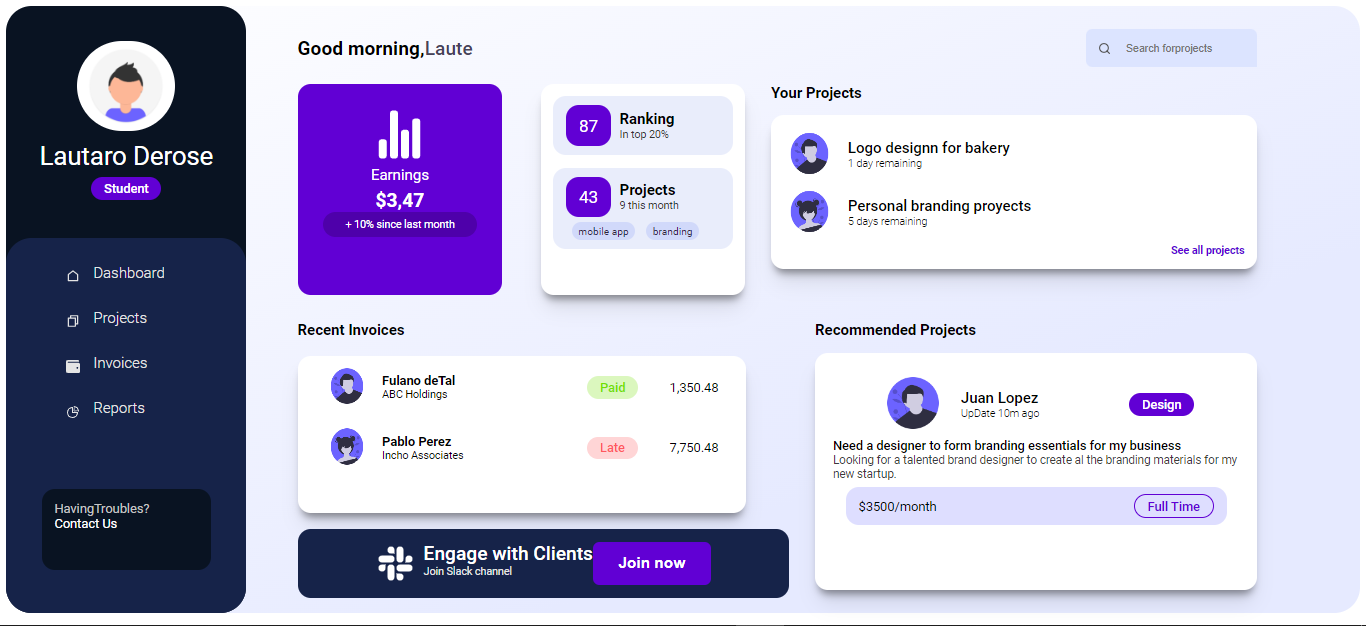 Lautaro Derose
Student
Dashboard
Projects
Invoices
Reports
HavingTroubles?
Contact Us
Good morning,Laute
Search forprojects
Earnings
$3,47
+ 10% since last month
87
Ranking
In top 20%
43
Projects
9 this month
mobile app
branding
Your Projects
Logo designn for bakery
1 day remaining
Personal branding proyects
5 days remaining
See all projects
Recent Invoices
Fulano deTal
ABC Holdings
Paid
1,350.48
Pablo Perez
Incho Associates
Late
7,750.48
Engage with Clients
Join Slack channel
Join now
Recommended Projects
Juan Lopez
UpDate 10m ago
Design
Need a designer to form branding essentials for my business
Looking for a talented brand designer to create al the branding materials for my
new startup.
$3500/month
Full Time